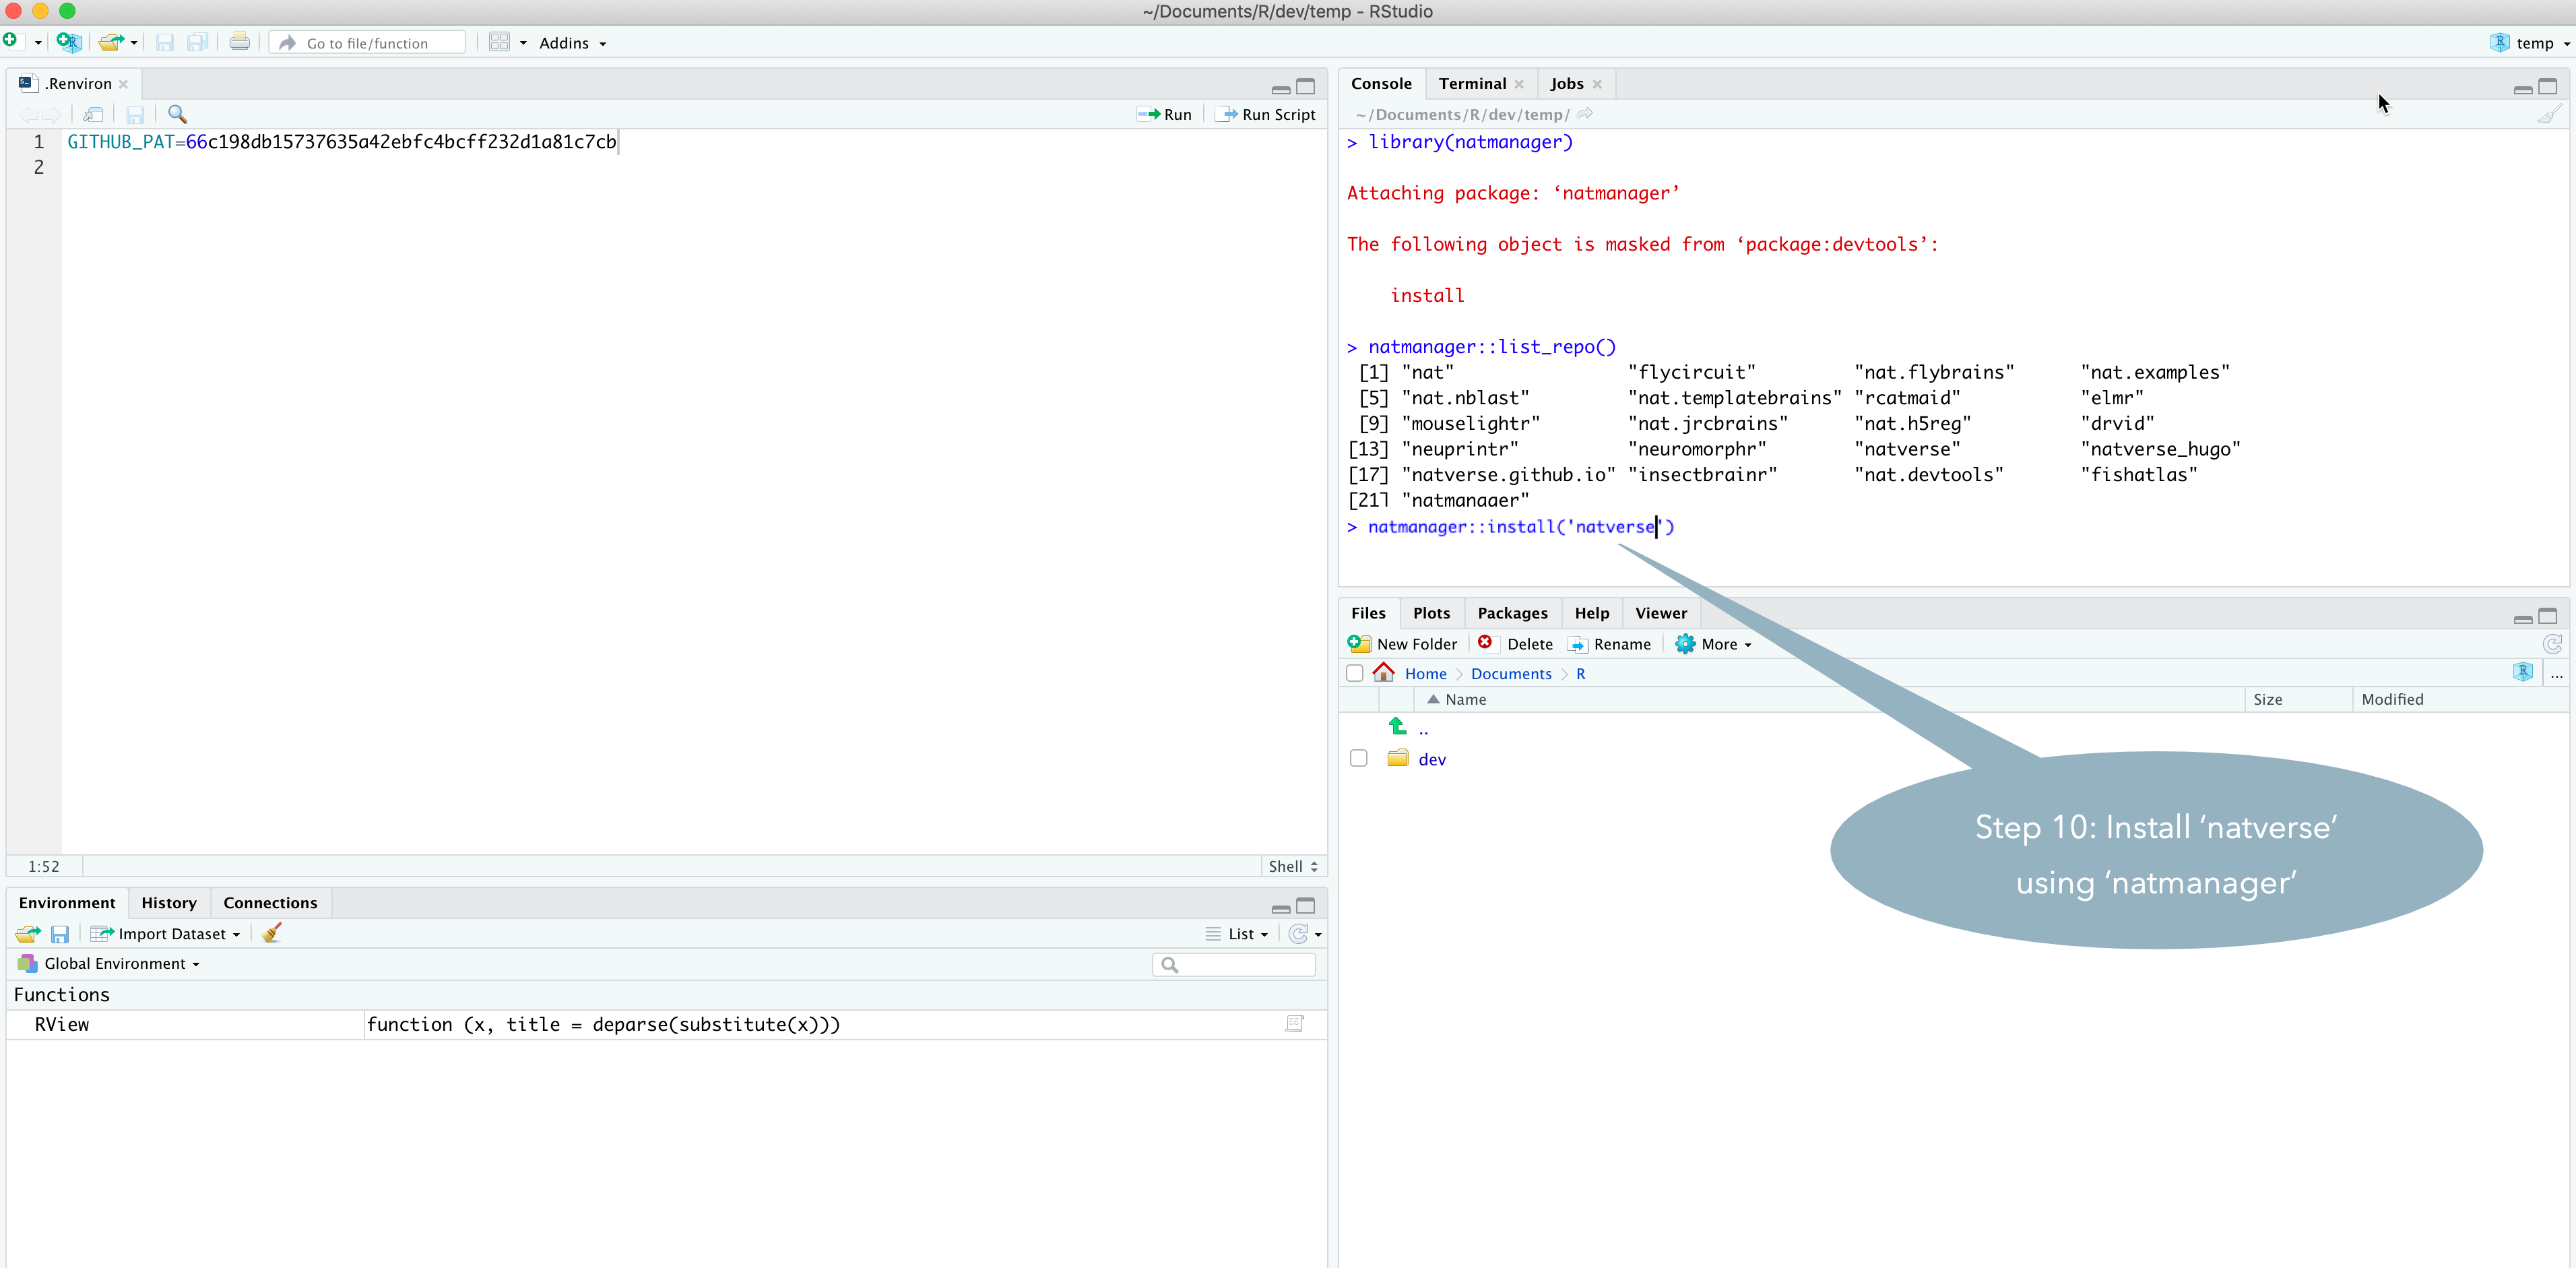 ~/Documents/R/dev/temp - RStudio
Go to file/function
Addins
temp
.Renviron
Run
Run Script
1 GITHUB_PAT=66c198db15737635a42ebfc4bcff232d1a81c7cb
2
1:52
Shell
Environment History Connections
Import Dataset
List
Global Environment
Functions
RView function (x, title = deparse(substitute(x)))
Console Terminal Jobs
~/Documents/R/dev/temp/
> library(natmanager)
Attaching package: ‘natmanager’
The following object is masked from ‘package:devtools’:
install
> natmanager::list_repo()
[1] "nat" "flycircuit" "nat.flybrains" "nat.examples"
[5] "nat.nblast" "nat.templatebrains" "rcatmaid" "elmr"
[9] "mouselightr" "nat.jrcbrains" "nat.h5reg" "drvid"
[13] "neuprintr" "neuromorphr" "natverse" "natverse_hugo"
[17] "natverse.github.io" "insectbrainr" "nat.devtools" "fishatlas"
[21] "natmanager"
> natmanager::install('natverse')
Files Plots Packages Help Viewer
New Folder Delete Rename More
Home > Documents > R
...
Name Size Modified
..
dev
Step 10: Install ‘natverse’
using ‘natmanager’